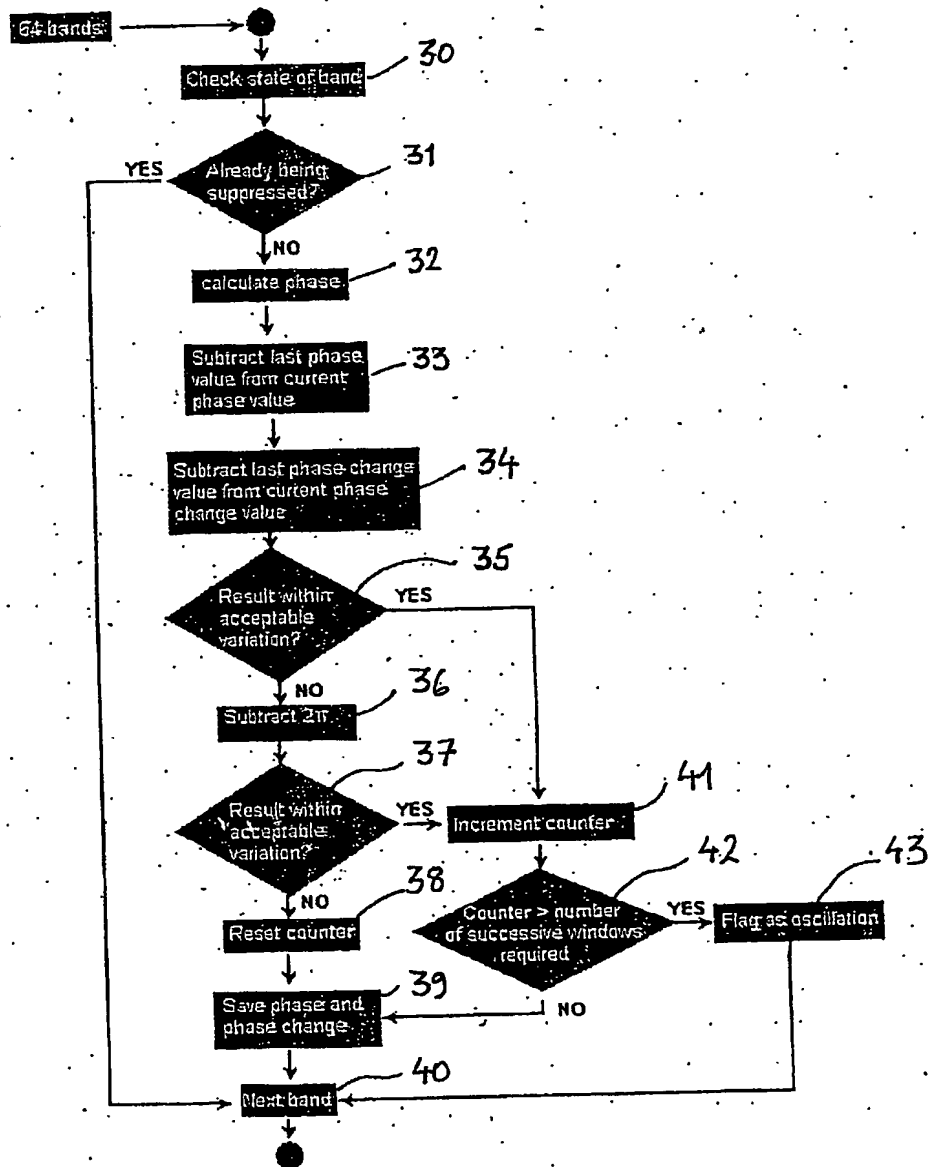 64 bands
Check state of band
30
Already being
suppressed?
31
YES
NO
calculate phase
32
Subtract last phase
value from current
phase value
33
Subtract last phase change
value from current phase
change value
34
Result within
acceptable
variation?
35
YES
NO
Subtract 2π
36
Result within
acceptable
variation?
37
YES
NO
Increment counter
41
Reset counter
38
Counter > number
of successive windows
required
42
YES
NO
Flag as oscillation
43
Save phase and
phase change
39
Next band
40